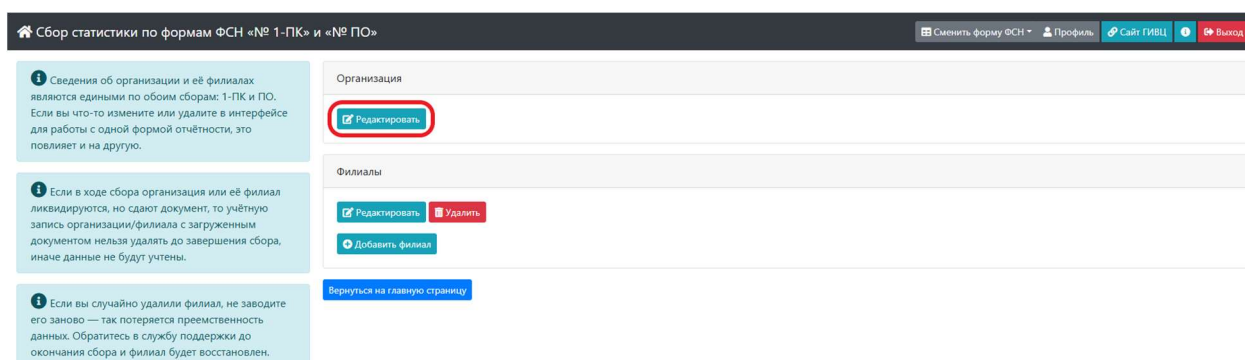 Сбор статистики по формам ФСН «№ 1-ПК» и «№ ПО»
Сменить форму ФСН Профиль Сайт ГИВЦ Выход
Сведения об организации и её филиалах
являются едиными по обоим сборам: 1-ПК и ПО.
Если вы что-то измените или удалите в интерфейсе
для работы с одной формой отчётности, это
повлияет и на другую.
Если в ходе сбора организация или её филиал
ликвидируются, но сдают документ, то учётную
запись организации/филиала с загруженным
документом нельзя удалять до завершения сбора,
иначе данные не будут учтены.
Если вы случайно удалили филиал, не заводите
его заново — так потеряется преемственность
данных. Обратитесь в службу поддержки до
окончания сбора и филиал будет восстановлен.
Организация
Редактировать
Филиалы
Редактировать Удалить
Добавить филиал
Вернуться на главную страницу